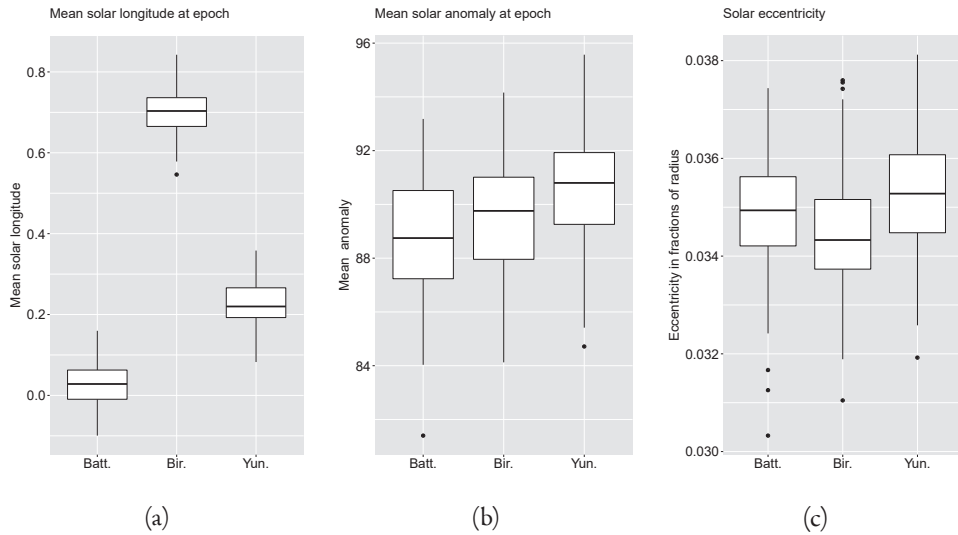 Mean solar longitude at epoch
Mean solar longitude
0.8
0.6
0.4
0.2
0.0
Batt. Bir. Yun.
(a)
Mean solar anomaly at epoch
Mean anomaly
96
92
88
84
Batt. Bir. Yun.
(b)
Solar eccentricity
Eccentricity in fractions of radius
0.038
0.036
0.034
0.032
0.030
Batt. Bir. Yun.
(c)